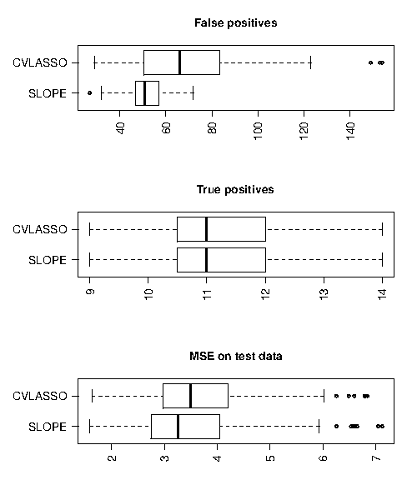 False positives
CVLASSO
SLOPE
40 60 80 100 120 140
True positives
CVLASSO
SLOPE
9 10 11 12 13 14
MSE on test data
CVLASSO
SLOPE
2 3 4 5 6 7